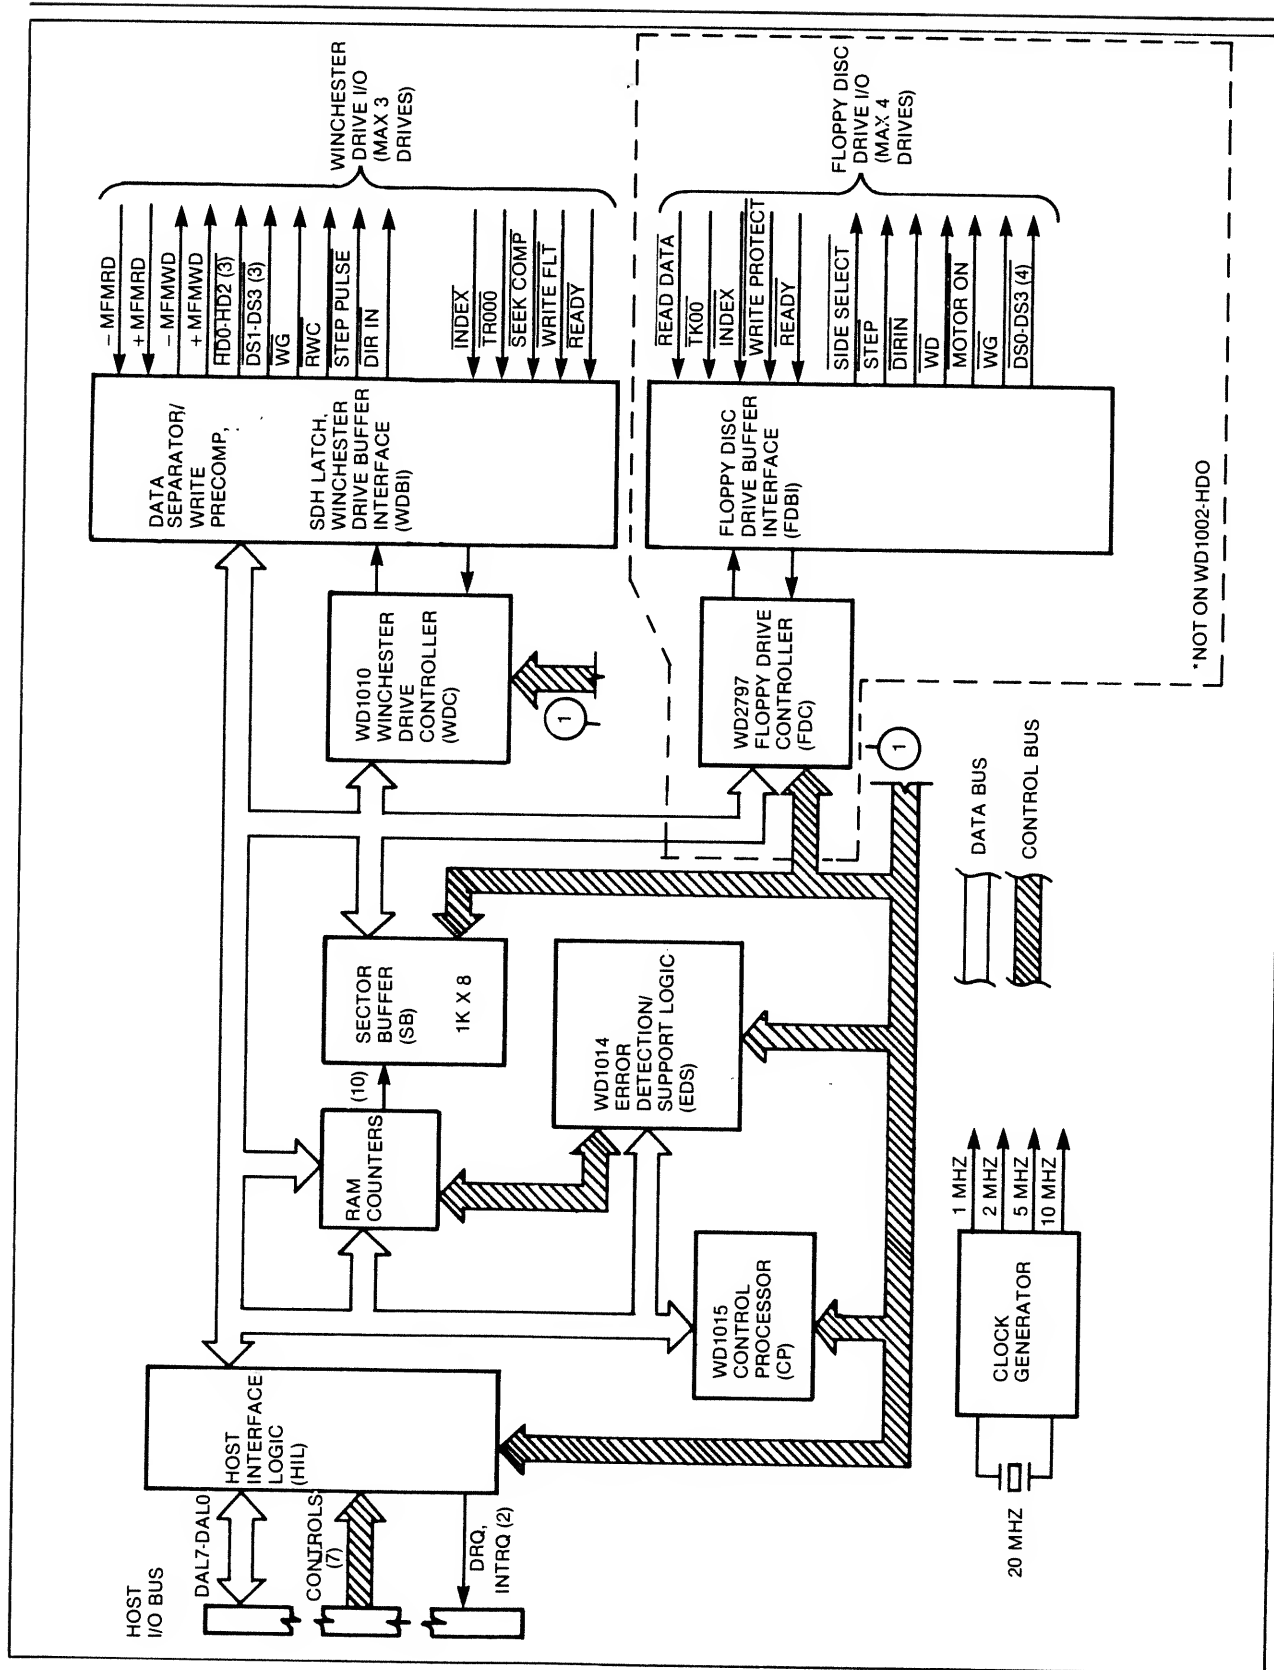 HOST
I/O BUS
DAL7-DAL0
CONTROLS
(7)
DRQ,
INTRQ (2)
HOST
INTERFACE
LOGIC
(HIL)
RAM
COUNTERS
(10)
SECTOR
BUFFER
(SB)
1K X 8
WD1010
WINCHESTER
DRIVE
CONTROLLER
(WDC)
1
DATA
SEPARATOR/
WRITE
PRECOMP,
SDH LATCH,
WINCHESTER
DRIVE BUFFER
INTERFACE
(WDBI)
– MFMRD
+ MFMRD
– MFMWD
+ MFMWD
HD0-HD2 (3)
DS1-DS3 (3)
WG
RWC
STEP PULSE
DIR IN
INDEX
TR000
SEEK COMP
WRITE FLT
READY
WINCHESTER
DRIVE I/O
(MAX 3
DRIVES)
WD1015
CONTROL
PROCESSOR
(CP)
WD1014
ERROR
DETECTION/
SUPPORT LOGIC
(EDS)
WD2797
FLOPPY DRIVE
CONTROLLER
(FDC)
FLOPPY DISC
DRIVE BUFFER
INTERFACE
(FDBI)
READ DATA
TK00
INDEX
WRITE PROTECT
READY
SIDE SELECT
STEP
DIRIN
WD
MOTOR ON
WG
DS0-DS3 (4)
FLOPPY DISC
DRIVE I/O
(MAX 4
DRIVES)
1
20 MHZ
CLOCK
GENERATOR
1 MHZ
2 MHZ
5 MHZ
10 MHZ
DATA BUS
CONTROL BUS
*NOT ON WD1002-HDO